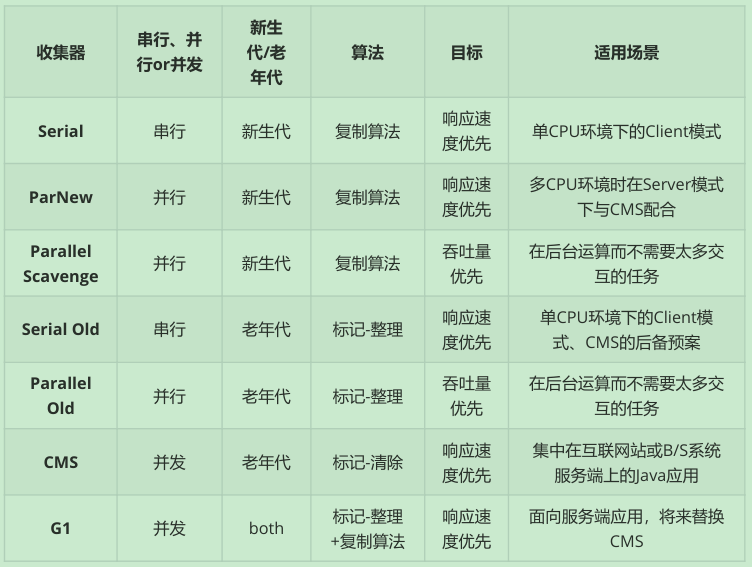 收集器
串行、并
行or并发
新生
代/老
年代
算法
目标
适用场景
Serial
串行
新生代
复制算法
响应速
度优先
单CPU环境下的Client模式
ParNew
并行
新生代
复制算法
响应速
度优先
多CPU环境时在Server模式
下与CMS配合
Parallel
Scavenge
并行
新生代
复制算法
吞吐量
优先
在后台运算而不需要太多交
互的任务
Serial Old
串行
老年代
标记-整理
响应速
度优先
单CPU环境下的Client模
式、CMS的后备预案
Parallel
Old
并行
老年代
标记-整理
吞吐量
优先
在后台运算而不需要太多交
互的任务
CMS
并发
老年代
标记-清除
响应速
度优先
集中在互联网站或B/S系统
服务端上的Java应用
G1
并发
both
标记-整理
+复制算法
响应速
度优先
面向服务端应用，将来替换
CMS